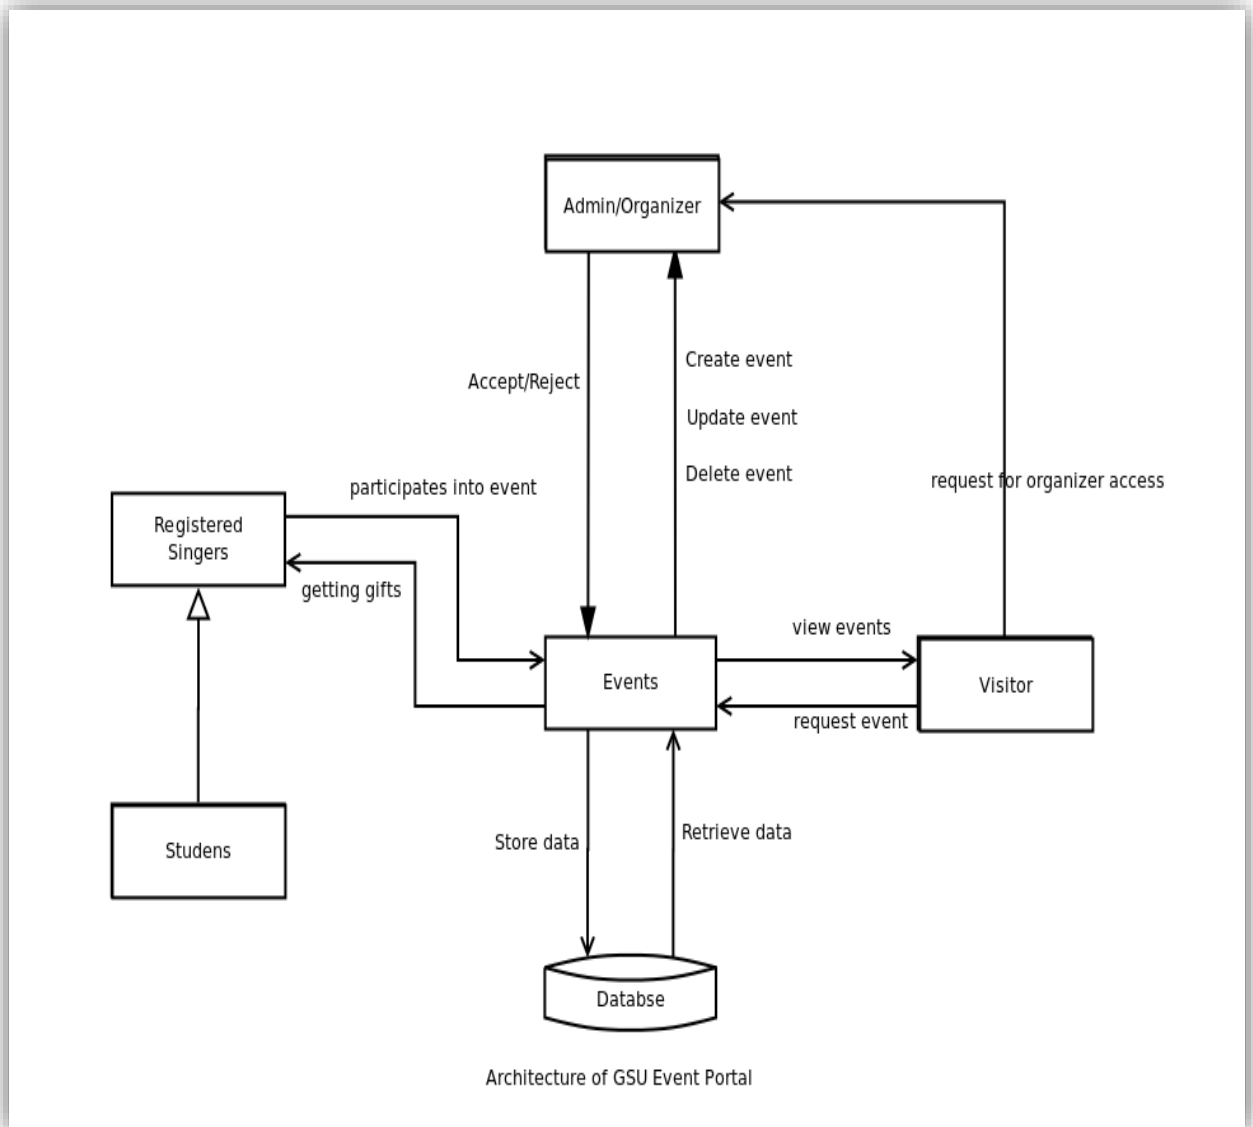 Admin/Organizer
Create event
Accept/Reject
Update event
Delete event
request for organizer access
participates into event
Registered
Singers
getting gifts
view events
Events
Visitor
request event
Store data
Retrieve data
Studens
Databse
Architecture of GSU Event Portal